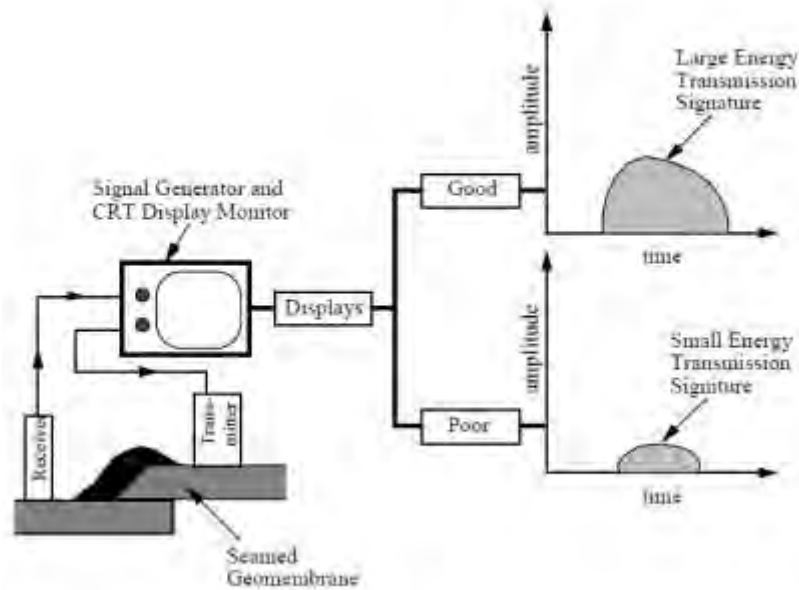 Large Energy
Transmission
Signature
amplitude
Good
time
Signal Generator and
CRT Display Monitor
Displays
amplitude
Small Energy
Transmission
Signiture
Poor
time
Receiver
Trans-
mitter
Seamed
Geomembrane